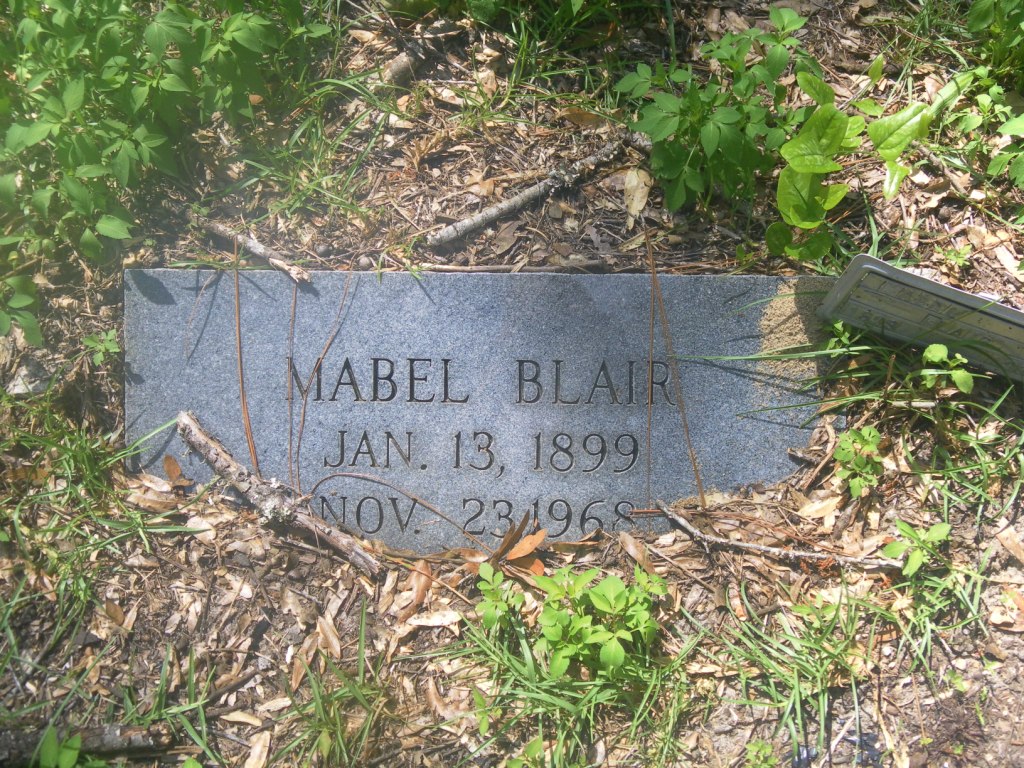 MABEL BLAIR
JAN. 13, 1899
NOV. 23 1968